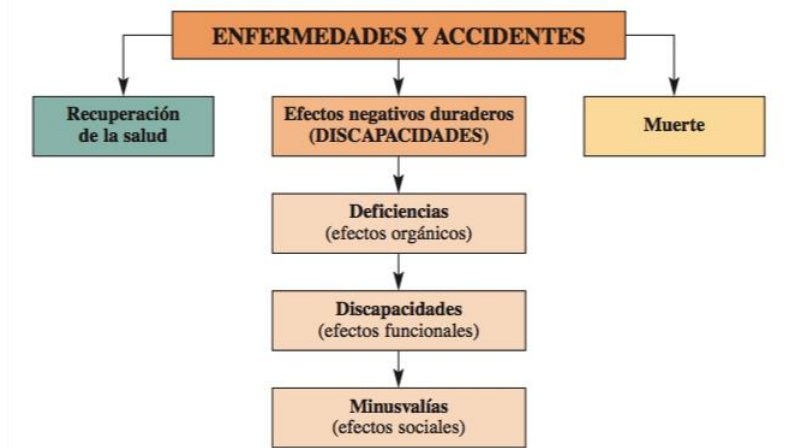 ENFERMEDADES Y ACCIDENTES
Recuperación
de la salud
Efectos negativos duraderos
(DISCAPACIDADES)
Muerte
Deficiencias
(efectos orgánicos)
Discapacidades
(efectos funcionales)
Minusvalías
(efectos sociales)